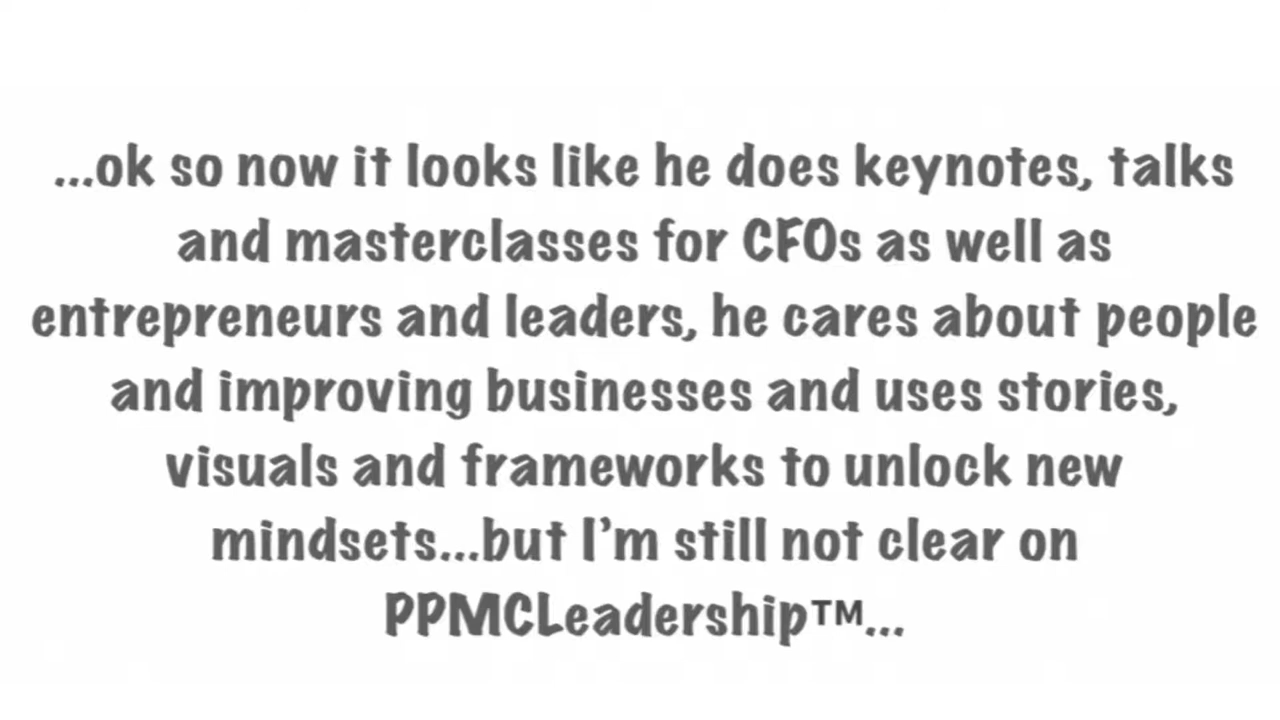 ...ok so now it looks like he does keynotes, talks
and masterclasses for CFOs as well as
entrepreneurs and leaders, he cares about people
and improving businesses and uses stories,
visuals and frameworks to unlock new
mindsets...but I’m still not clear on
PPMCLeadership™...